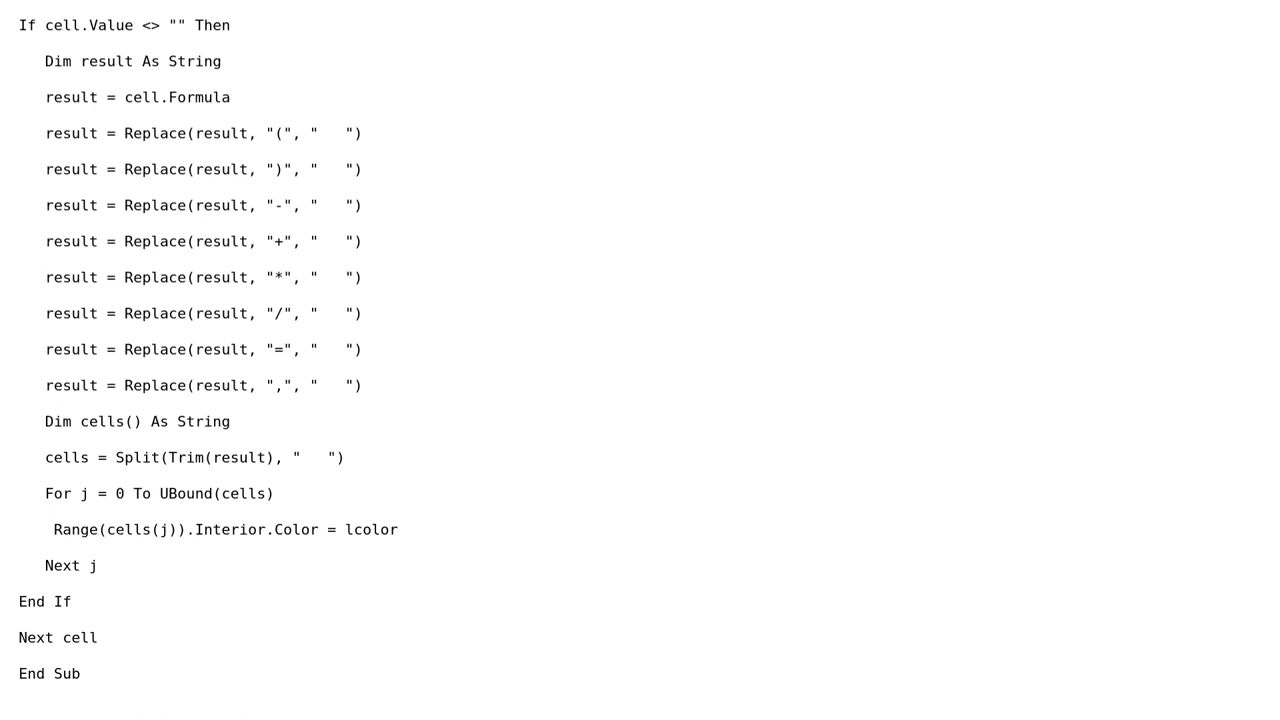 If cell.Value <> "" Then
   Dim result As String
   result = cell.Formula
   result = Replace(result, "(", "   ")
   result = Replace(result, ")", "   ")
   result = Replace(result, "-", "   ")
   result = Replace(result, "+", "   ")
   result = Replace(result, "*", "   ")
   result = Replace(result, "/", "   ")
   result = Replace(result, "=", "   ")
   result = Replace(result, ",", "   ")
   Dim cells() As String
   cells = Split(Trim(result), "   ")
   For j = 0 To UBound(cells)
    Range(cells(j)).Interior.Color = lcolor
   Next j
End If
Next cell
End Sub